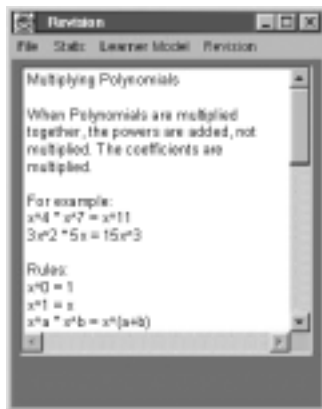 Revision
File Static Learner Model Revision
Multiplying Polynomials
When Polynomials are multiplied
together, the powers are added, not
multiplied. The coefficients are
multiplied.
For example:
x^4 * x^7 = x^11
3x^2 * 5x = 15x^3
Rules:
x^0 = 1
x^1 = x
x^a * x^b = x^(a+b)